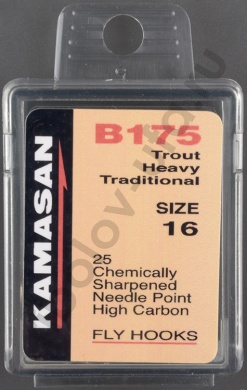 KAMASAN
B175
Trout
Heavy
Traditional
SIZE
16
25
Chemically
Sharpened
Needle Point
High Carbon
FLY HOOKS